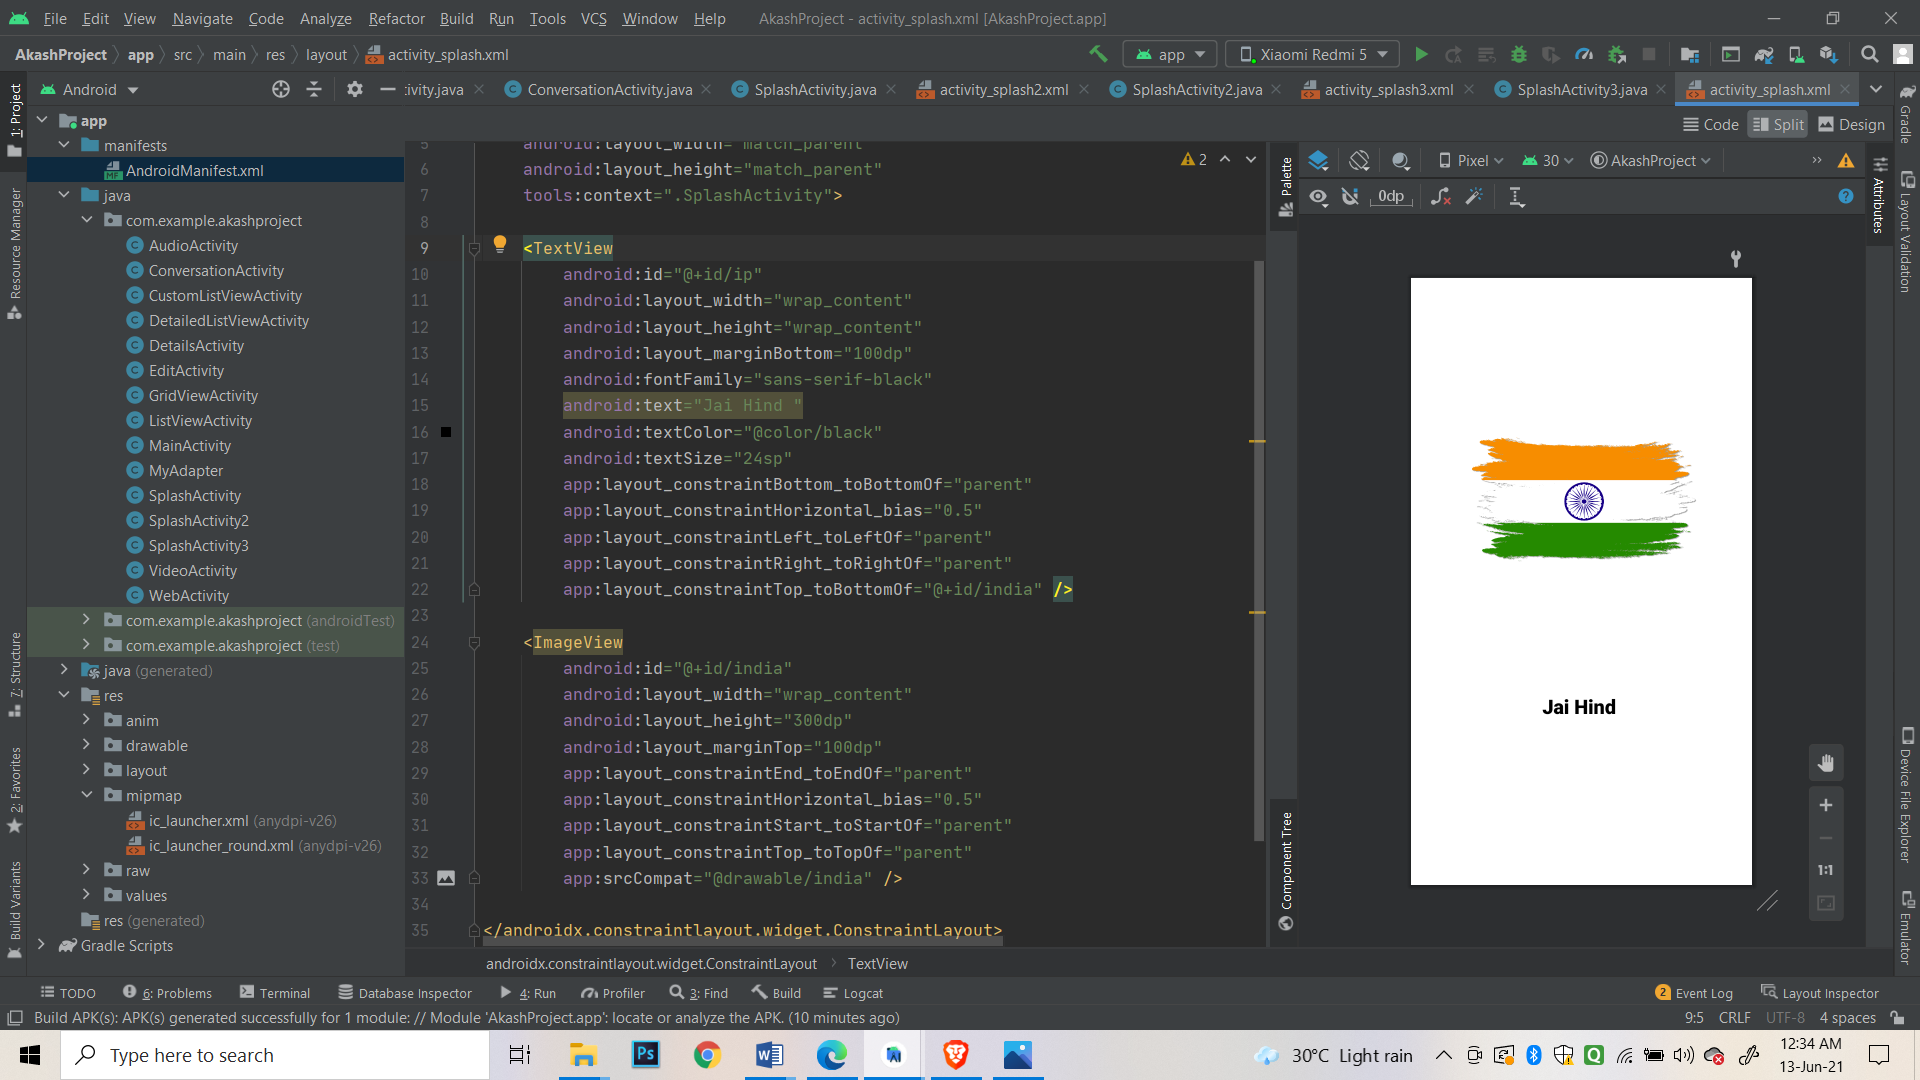 File Edit View Navigate Code Analyze Refactor Build Run Tools VCS Window Help AkashProject - activity_splash.xml [AkashProject.app]
AkashProject app src main res layout activity_splash.xml app Xiaomi Redmi 5
1: Project
Resource Manager
7: Structure
2: Favorites
Build Variants
Android
app
manifests
AndroidManifest.xml
java
com.example.akashproject
AudioActivity
ConversationActivity
CustomListViewActivity
DetailedListViewActivity
DetailsActivity
EditActivity
GridViewActivity
ListViewActivity
MainActivity
MyAdapter
SplashActivity
SplashActivity2
SplashActivity3
VideoActivity
WebActivity
com.example.akashproject (androidTest)
com.example.akashproject (test)
java (generated)
res
anim
drawable
layout
mipmap
ic_launcher.xml (anydpi-v26)
ic_launcher_round.xml (anydpi-v26)
raw
values
res (generated)
Gradle Scripts
ivity.java ConversationActivity.java SplashActivity.java activity_splash2.xml SplashActivity2.java activity_splash3.xml SplashActivity3.java activity_splash.xml
Code Split Design
2
5 android:layout_width="match_parent"
6 android:layout_height="match_parent"
7 tools:context=".SplashActivity">
8
9 <TextView
10 android:id="@+id/ip"
11 android:layout_width="wrap_content"
12 android:layout_height="wrap_content"
13 android:layout_marginBottom="100dp"
14 android:fontFamily="sans-serif-black"
15 android:text="Jai Hind "
16 android:textColor="@color/black"
17 android:textSize="24sp"
18 app:layout_constraintBottom_toBottomOf="parent"
19 app:layout_constraintHorizontal_bias="0.5"
20 app:layout_constraintLeft_toLeftOf="parent"
21 app:layout_constraintRight_toRightOf="parent"
22 app:layout_constraintTop_toBottomOf="@+id/india" />
23
24 <ImageView
25 android:id="@+id/india"
26 android:layout_width="wrap_content"
27 android:layout_height="300dp"
28 android:layout_marginTop="100dp"
29 app:layout_constraintEnd_toEndOf="parent"
30 app:layout_constraintHorizontal_bias="0.5"
31 app:layout_constraintStart_toStartOf="parent"
32 app:layout_constraintTop_toTopOf="parent"
33 app:srcCompat="@drawable/india" />
34
35 </androidx.constraintlayout.widget.ConstraintLayout>
androidx.constraintlayout.widget.ConstraintLayout TextView
Palette
Component Tree
Pixel 30 AkashProject
0dp
Jai Hind
1:1
Attributes
Gradle
Layout Validation
Device File Explorer
Emulator
TODO 6: Problems Terminal Database Inspector 4: Run Profiler 3: Find Build Logcat 2 Event Log Layout Inspector
Build APK(s): APK(s) generated successfully for 1 module: // Module 'AkashProject.app': locate or analyze the APK. (10 minutes ago) 9:5 CRLF UTF-8 4 spaces
Type here to search
30°C Light rain
12:34 AM
13-Jun-21